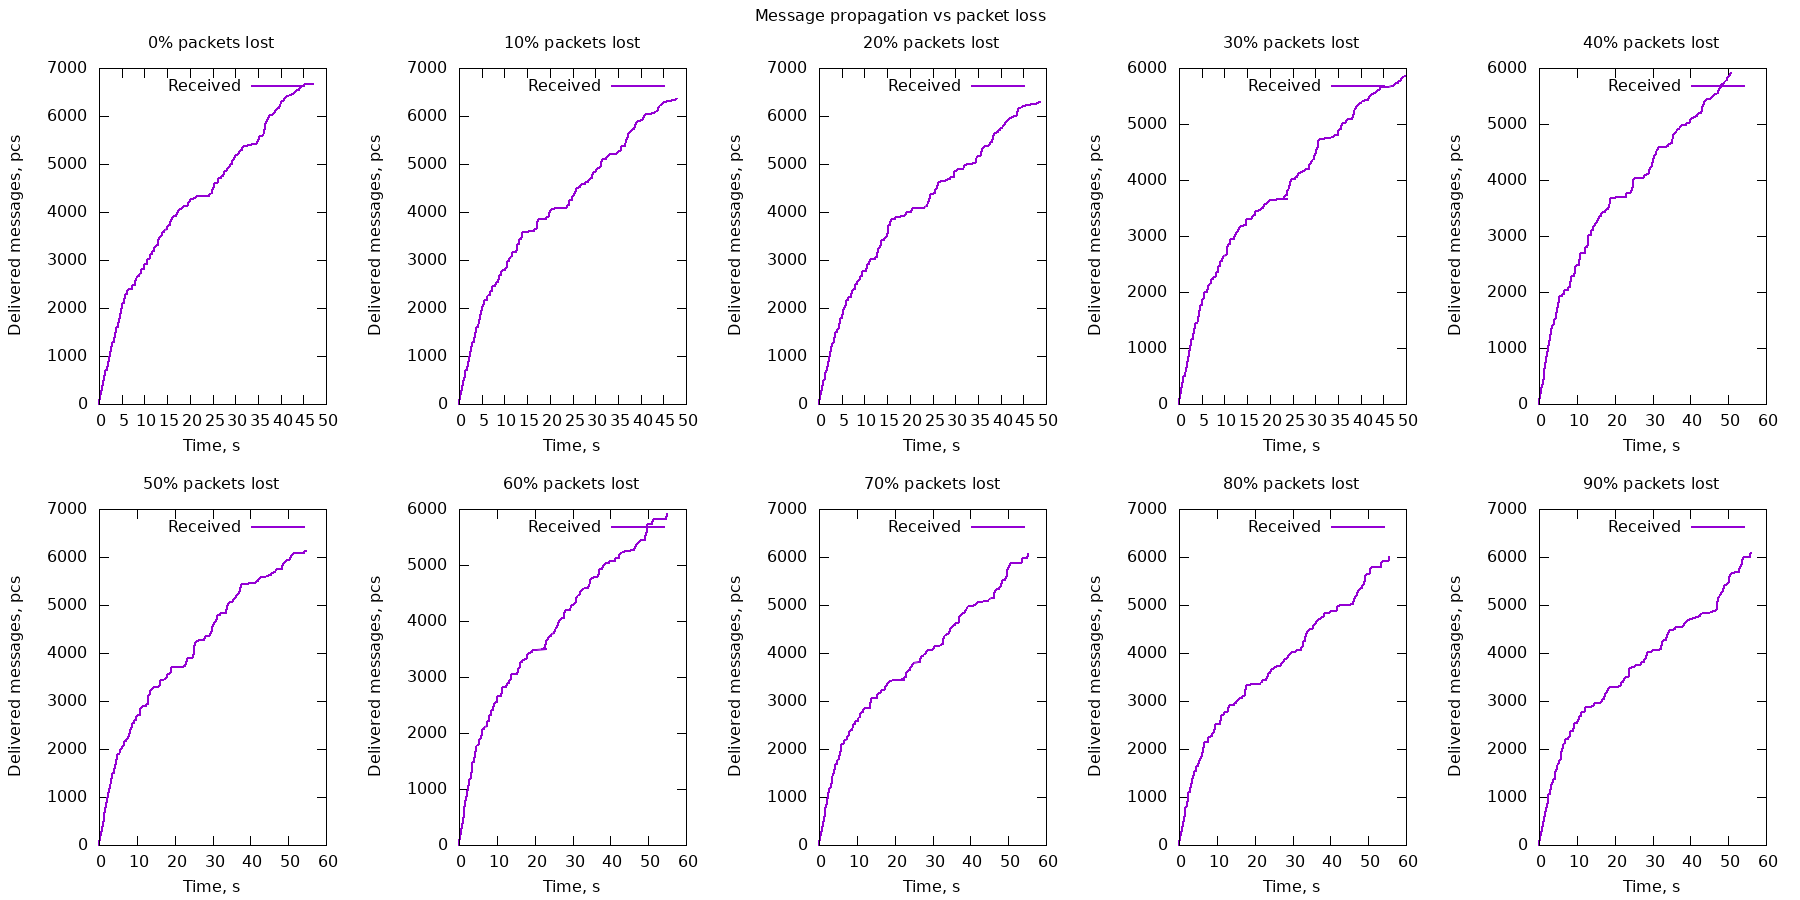 Message propagation vs packet loss
0% packets lost
Delivered messages, pcs
7000
6000
5000
4000
3000
2000
1000
0
Received
0 5 10 15 20 25 30 35 40 45 50
Time, s
10% packets lost
Delivered messages, pcs
7000
6000
5000
4000
3000
2000
1000
0
Received
0 5 10 15 20 25 30 35 40 45 50
Time, s
20% packets lost
Delivered messages, pcs
7000
6000
5000
4000
3000
2000
1000
0
Received
0 5 10 15 20 25 30 35 40 45 50
Time, s
30% packets lost
Delivered messages, pcs
6000
5000
4000
3000
2000
1000
0
Received
0 5 10 15 20 25 30 35 40 45 50
Time, s
40% packets lost
Delivered messages, pcs
6000
5000
4000
3000
2000
1000
0
Received
0 10 20 30 40 50 60
Time, s
50% packets lost
Delivered messages, pcs
7000
6000
5000
4000
3000
2000
1000
0
Received
0 10 20 30 40 50 60
Time, s
60% packets lost
Delivered messages, pcs
6000
5000
4000
3000
2000
1000
0
Received
0 10 20 30 40 50 60
Time, s
70% packets lost
Delivered messages, pcs
7000
6000
5000
4000
3000
2000
1000
0
Received
0 10 20 30 40 50 60
Time, s
80% packets lost
Delivered messages, pcs
7000
6000
5000
4000
3000
2000
1000
0
Received
0 10 20 30 40 50 60
Time, s
90% packets lost
Delivered messages, pcs
7000
6000
5000
4000
3000
2000
1000
0
Received
0 10 20 30 40 50 60
Time, s